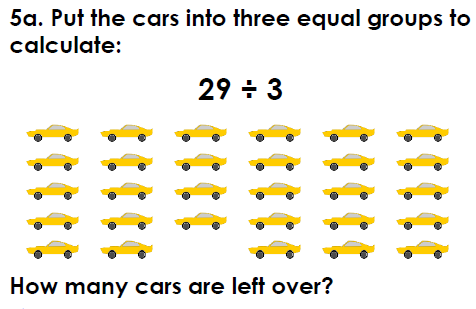 5a. Put the cars into three equal groups to
calculate:
29 ÷ 3
How many cars are left over?